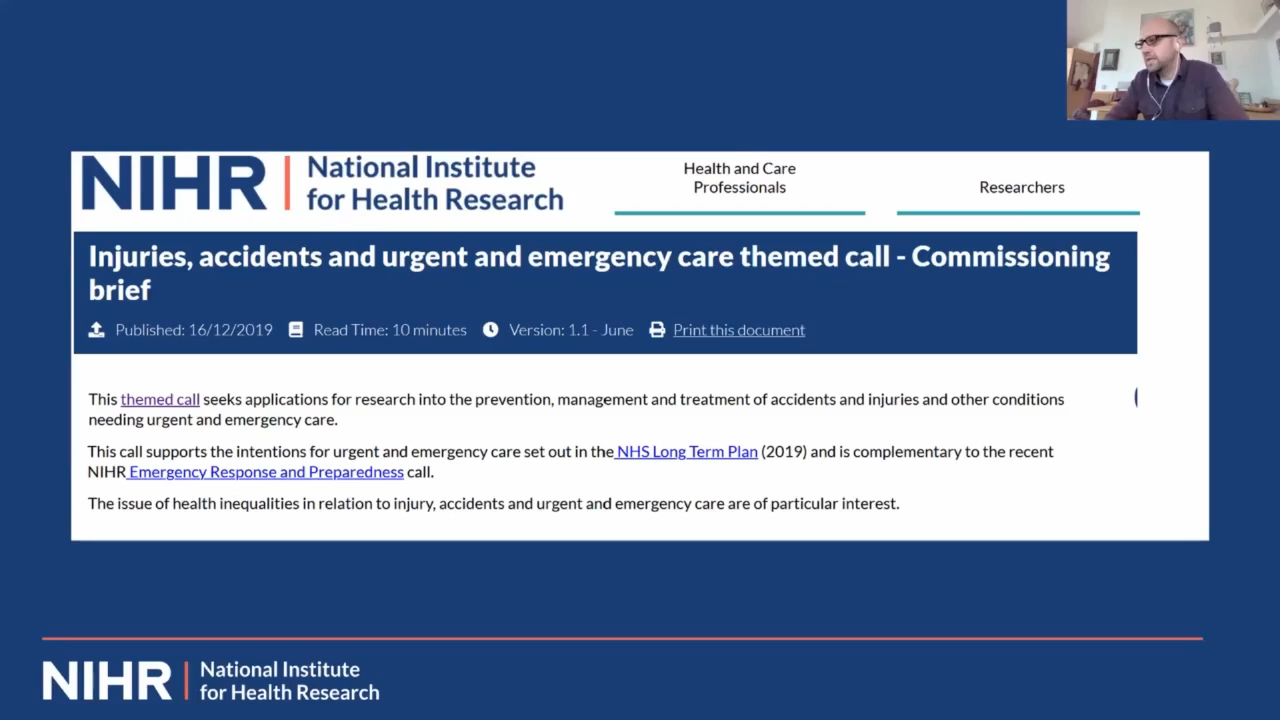 NIHR | National Institute
for Health Research
Health and Care
Professionals
Researchers
Injuries, accidents and urgent and emergency care themed call - Commissioning
brief
Published: 16/12/2019 Read Time: 10 minutes Version: 1.1 - June Print this document
This themed call seeks applications for research into the prevention, management and treatment of accidents and injuries and other conditions
needing urgent and emergency care.
This call supports the intentions for urgent and emergency care set out in the NHS Long Term Plan (2019) and is complementary to the recent
NIHR Emergency Response and Preparedness call.
The issue of health inequalities in relation to injury, accidents and urgent and emergency care are of particular interest.
NIHR | National Institute
for Health Research